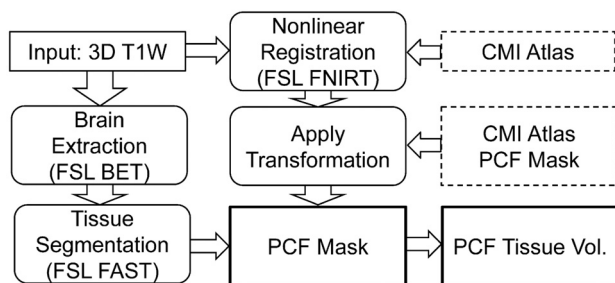 Input: 3D T1W
Nonlinear
Registration
(FSL FNIRT)
CMI Atlas
Brain
Extraction
(FSL BET)
Apply
Transformation
CMI Atlas
PCF Mask
Tissue
Segmentation
(FSL FAST)
PCF Mask
PCF Tissue Vol.